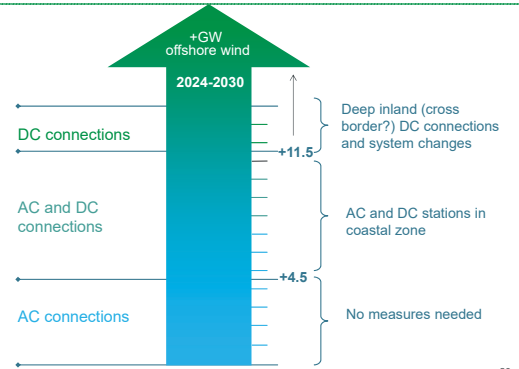 +GW
offshore wind
2024-2030
DC connections
+11.5
Deep inland (cross
border?) DC connections
and system changes
AC and DC
connections
AC and DC stations in
coastal zone
+4.5
AC connections
No measures needed